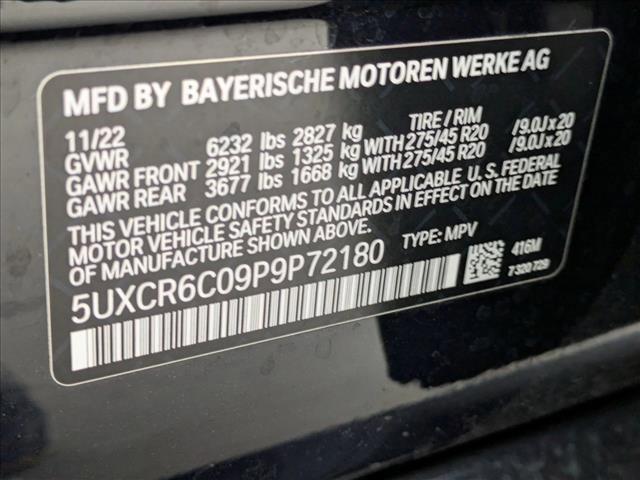 MFD BY BAYERISCHE MOTOREN WERKE AG
11/22 TIRE / RIM
GVWR 6232 lbs 2827 kg
GAWR FRONT 2921 lbs 1325 kg WITH 275/45 R20 /9.0J x 20
GAWR REAR 3677 lbs 1668 kg WITH 275/45 R20 /9.0J x 20
THIS VEHICLE CONFORMS TO ALL APPLICABLE U.S. FEDERAL
MOTOR VEHICLE SAFETY STANDARDS IN EFFECT ON THE DATE
OF MANUFACTURE SHOWN ABOVE.
5UXCR6C09P9P72180 TYPE: MPV
416M
7 320 729